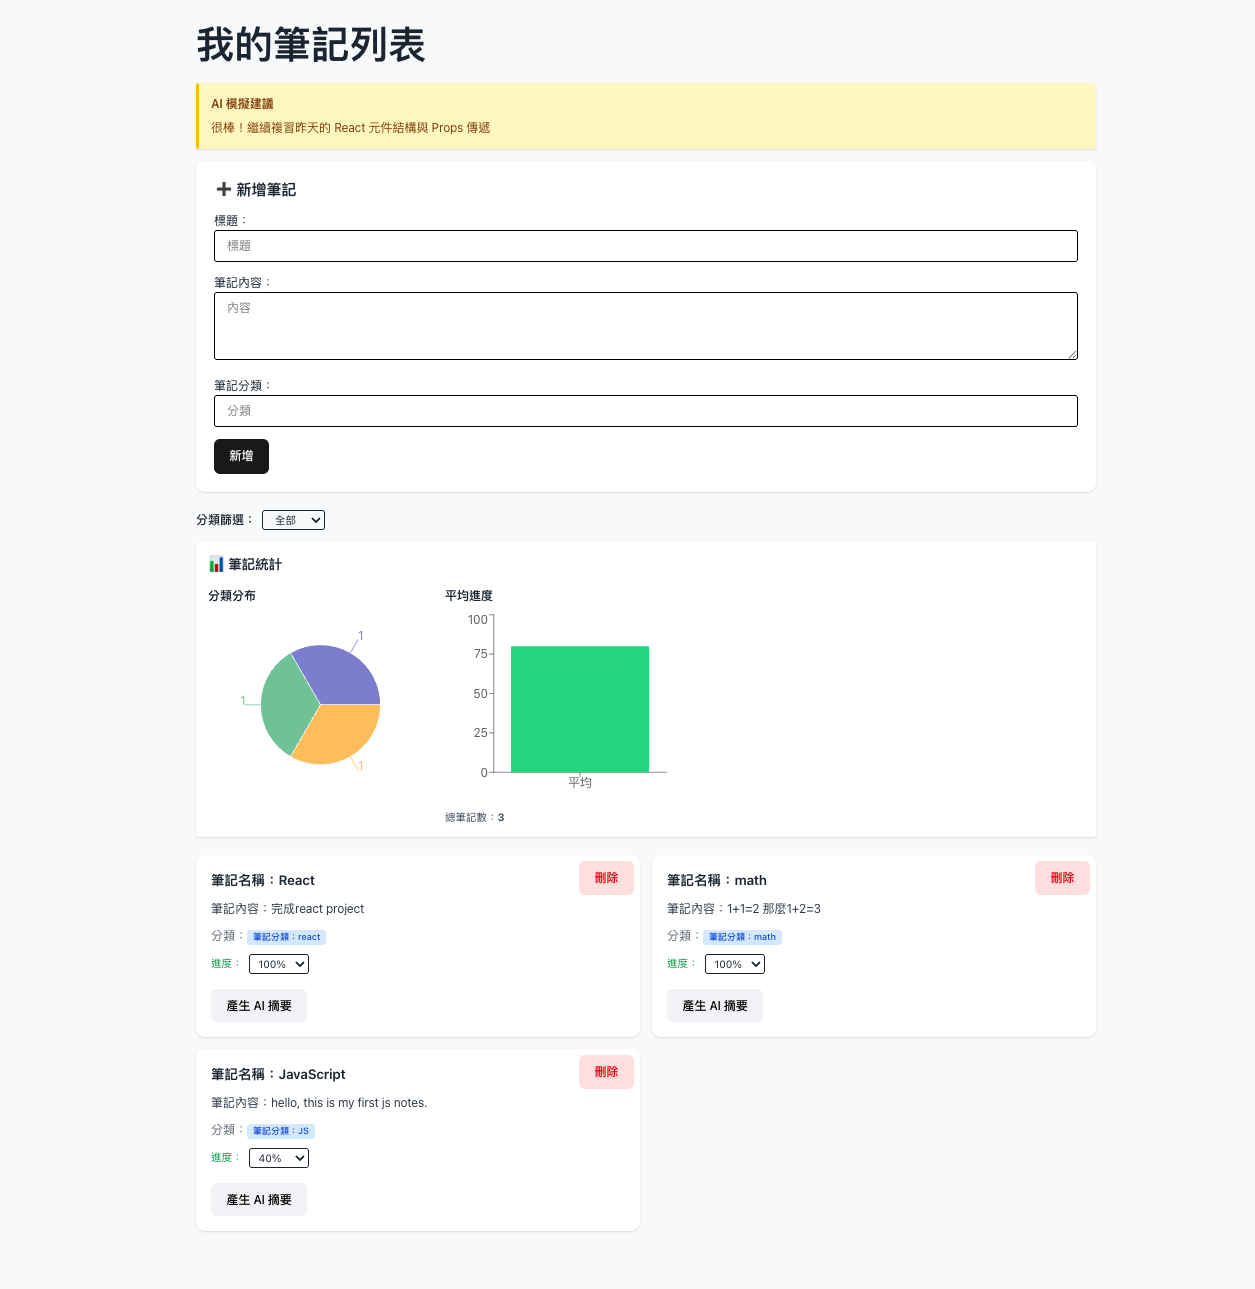 我的筆記列表
AI 模擬建議
很棒！繼續複習昨天的 React 元件結構與 Props 傳遞
➕ 新增筆記
標題：
標題
筆記內容：
內容
筆記分類：
分類
新增
分類篩選： 全部
📊 筆記統計
分類分布
平均進度
1
1
1
100
75
50
25
0
平均
總筆記數：3
筆記名稱：React
刪除
筆記內容：完成react project
分類：筆記分類：react
進度： 100%
產生 AI 摘要
筆記名稱：math
刪除
筆記內容：1+1=2 那麼1+2=3
分類：筆記分類：math
進度： 100%
產生 AI 摘要
筆記名稱：JavaScript
刪除
筆記內容：hello, this is my first js notes.
分類：筆記分類：JS
進度： 40%
產生 AI 摘要